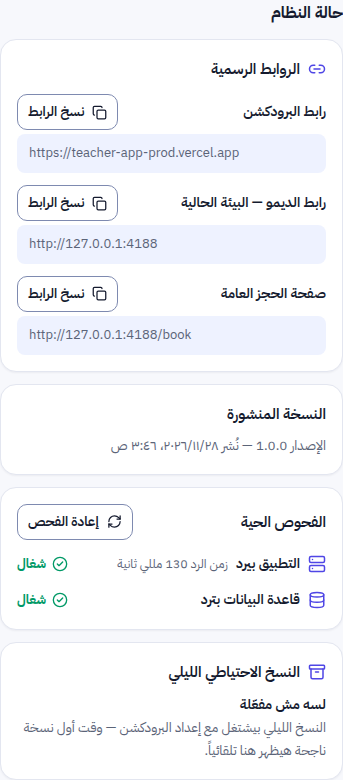 حالة النظام
الروابط الرسمية
رابط البرودكشن
نسخ الرابط
https://teacher-app-prod.vercel.app
رابط الديمو — البيئة الحالية
نسخ الرابط
http://127.0.0.1:4188
صفحة الحجز العامة
نسخ الرابط
http://127.0.0.1:4188/book
النسخة المنشورة
الإصدار 1.0.0 — نُشر ٢٨‏/١١‏/٢٠٢٦، ٣:٤٦ ص
الفحوص الحية
إعادة الفحص
التطبيق بيرد زمن الرد 130 مللي ثانية
شغال
قاعدة البيانات بترد
شغال
النسخ الاحتياطي الليلي
لسه مش مفعّلة
النسخ الليلي بيشتغل مع إعداد البرودكشن — وقت أول نسخة
ناجحة هيظهر هنا تلقائياً.